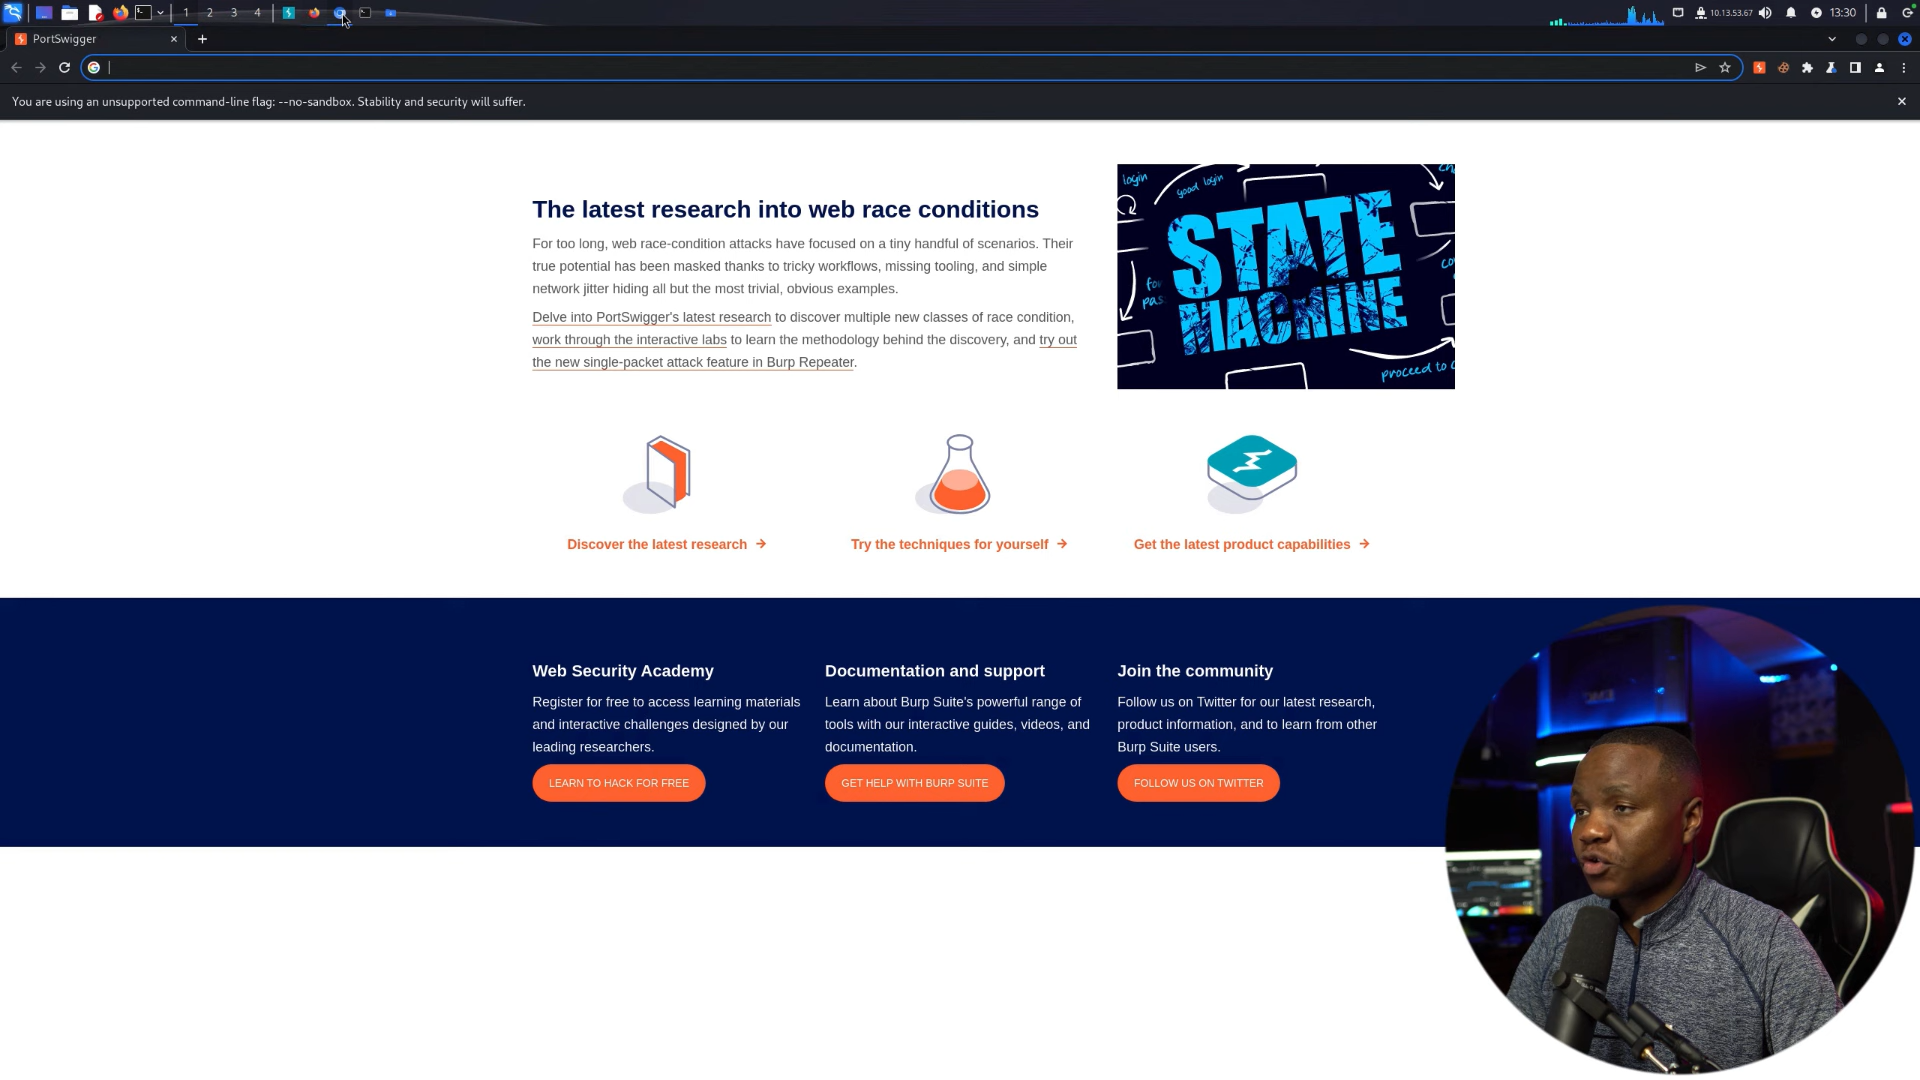 1 2 3 4
10.13.53.67
13:30
PortSwigger
You are using an unsupported command-line flag: --no-sandbox. Stability and security will suffer.
The latest research into web race conditions
For too long, web race-condition attacks have focused on a tiny handful of scenarios. Their
true potential has been masked thanks to tricky workflows, missing tooling, and simple
network jitter hiding all but the most trivial, obvious examples.
Delve into PortSwigger's latest research to discover multiple new classes of race condition,
work through the interactive labs to learn the methodology behind the discovery, and try out
the new single-packet attack feature in Burp Repeater.
login
good login
STATE
MACHINE
proceed to
Discover the latest research
Try the techniques for yourself
Get the latest product capabilities
Web Security Academy
Register for free to access learning materials
and interactive challenges designed by our
leading researchers.
LEARN TO HACK FOR FREE
Documentation and support
Learn about Burp Suite's powerful range of
tools with our interactive guides, videos, and
documentation.
GET HELP WITH BURP SUITE
Join the community
Follow us on Twitter for our latest research,
product information, and to learn from other
Burp Suite users.
FOLLOW US ON TWITTER